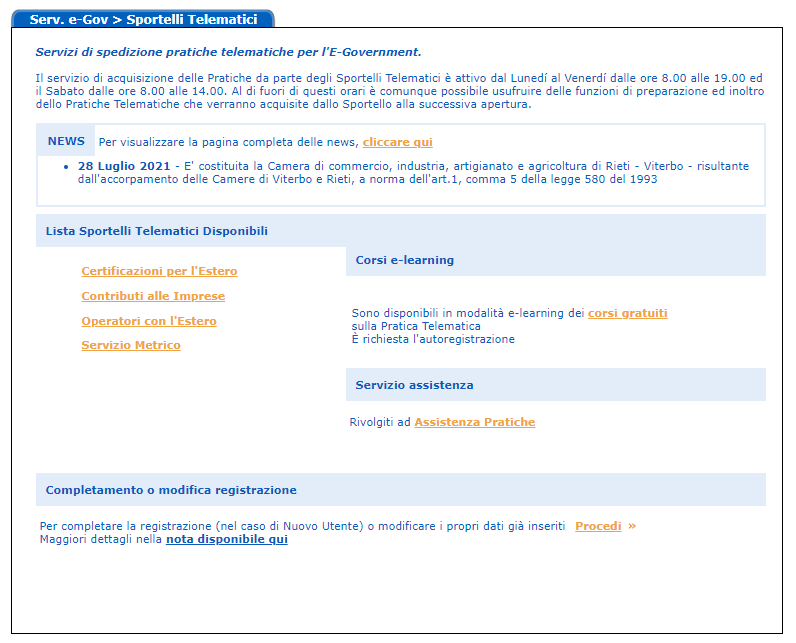 Serv. e-Gov > Sportelli Telematici
Servizi di spedizione pratiche telematiche per l'E-Government.
Il servizio di acquisizione delle Pratiche da parte degli Sportelli Telematici è attivo dal Lunedí al Venerdí dalle ore 8.00 alle 19.00 ed
il Sabato dalle ore 8.00 alle 14.00. Al di fuori di questi orari è comunque possibile usufruire delle funzioni di preparazione ed inoltro
dello Pratiche Telematiche che verranno acquisite dallo Sportello alla successiva apertura.
NEWS Per visualizzare la pagina completa delle news, cliccare qui
• 28 Luglio 2021 - E' costituita la Camera di commercio, industria, artigianato e agricoltura di Rieti - Viterbo - risultante
dall'accorpamento delle Camere di Viterbo e Rieti, a norma dell'art.1, comma 5 della legge 580 del 1993
Lista Sportelli Telematici Disponibili
Certificazioni per l'Estero
Contributi alle Imprese
Operatori con l'Estero
Servizio Metrico
Corsi e-learning
Sono disponibili in modalità e-learning dei corsi gratuiti
sulla Pratica Telematica
È richiesta l'autoregistrazione
Servizio assistenza
Rivolgiti ad Assistenza Pratiche
Completamento o modifica registrazione
Per completare la registrazione (nel caso di Nuovo Utente) o modificare i propri dati già inseriti Procedi »
Maggiori dettagli nella nota disponibile qui